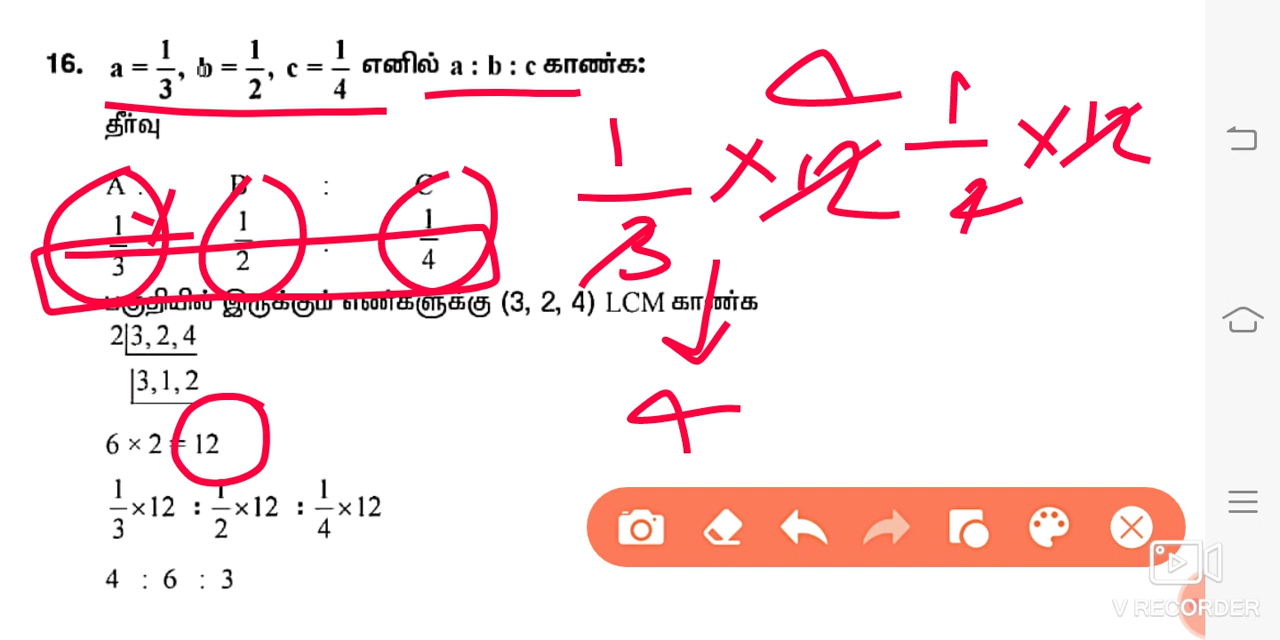 16. a = 1/3, b = 1/2, c = 1/4 எனில் a : b : c காண்க:
தீர்வு
A : B : C
1/3 1/2 : 1/4
பகுதியில் இருக்கும் எண்களுக்கு (3, 2, 4) LCM காண்க
2|3, 2, 4
|3, 1, 2
6 × 2 = 12
1/3 × 12 : 1/2 × 12 : 1/4 × 12
4 : 6 : 3
1/3 × 12 1/2 × 12
4
V RECORDER